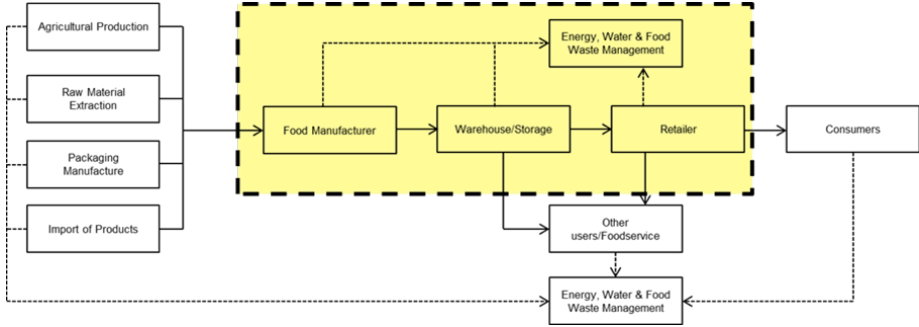 Agricultural Production
Energy, Water & Food
Waste Management
Raw Material
Extraction
Food Manufacturer
Warehouse/Storage
Retailer
Consumers
Packaging
Manufacture
Import of Products
Other
users/Foodservice
Energy, Water & Food
Waste Management